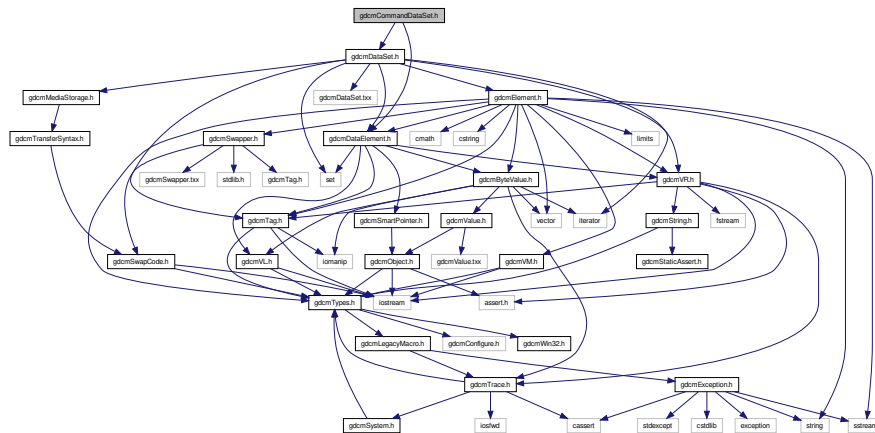 gdcmCommandDataSet.h
gdcmDataSet.h
gdcmMediaStorage.h
gdcmDataSet.txx
gdcmElement.h
gdcmTransferSyntax.h
gdcmSwapper.h
gdcmDataElement.h
cmath
cstring
limits
gdcmSwapper.txx
stdlib.h
gdcmTag.h
set
gdcmByteValue.h
gdcmVR.h
gdcmTag.h
gdcmSmartPointer.h
gdcmValue.h
vector
iterator
gdcmString.h
fstream
gdcmSwapCode.h
gdcmVL.h
iomanip
gdcmObject.h
gdcmValue.txx
gdcmVM.h
gdcmStaticAssert.h
gdcmTypes.h
iostream
assert.h
gdcmLegacyMacro.h
gdcmConfigure.h
gdcmWin32.h
gdcmTrace.h
gdcmException.h
gdcmSystem.h
iosfwd
cassert
stdexcept
cstdlib
exception
string
sstream